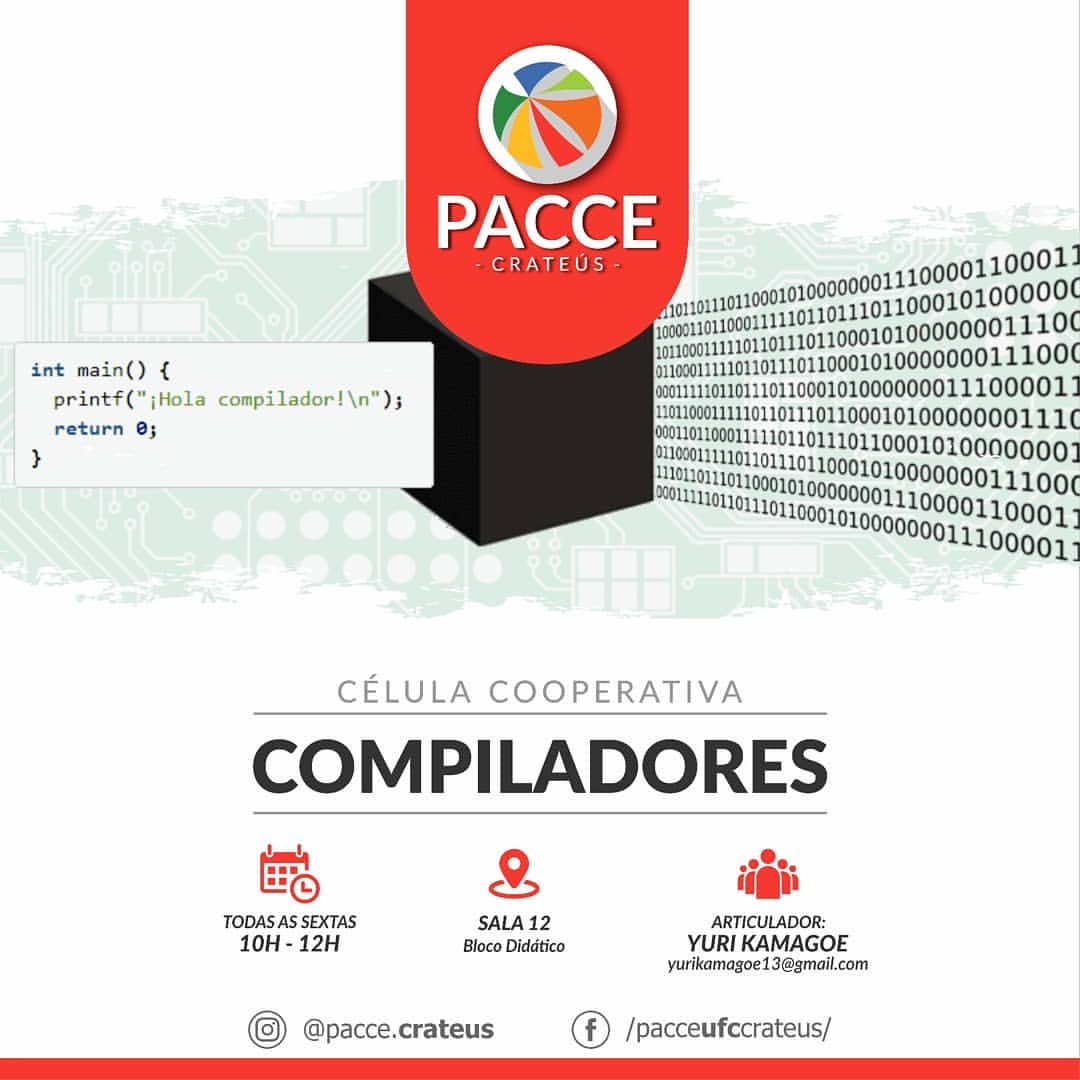 PACCE
- CRATEÚS -
int main() {
printf("¡Hola compilador!\n");
return 0;
}
CÉLULA COOPERATIVA
COMPILADORES
TODAS AS SEXTAS
10H - 12H
SALA 12
Bloco Didático
ARTICULADOR:
YURI KAMAGOE
yurikamagoe13@gmail.com
@pacce.crateus
/pacceufccrateus/